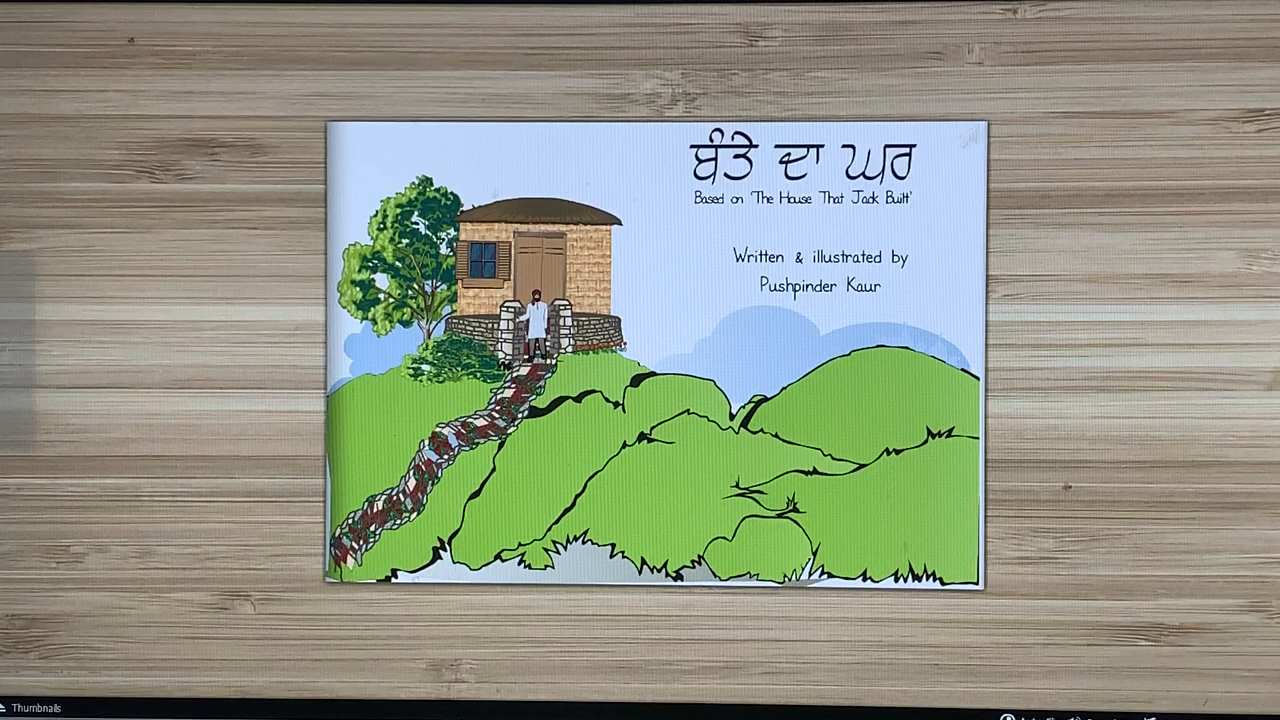 ਬੰਤੇ ਦਾ ਘਰ
Based on 'The House That Jack Built'
Written & illustrated by
Pushpinder Kaur
Thumbnails